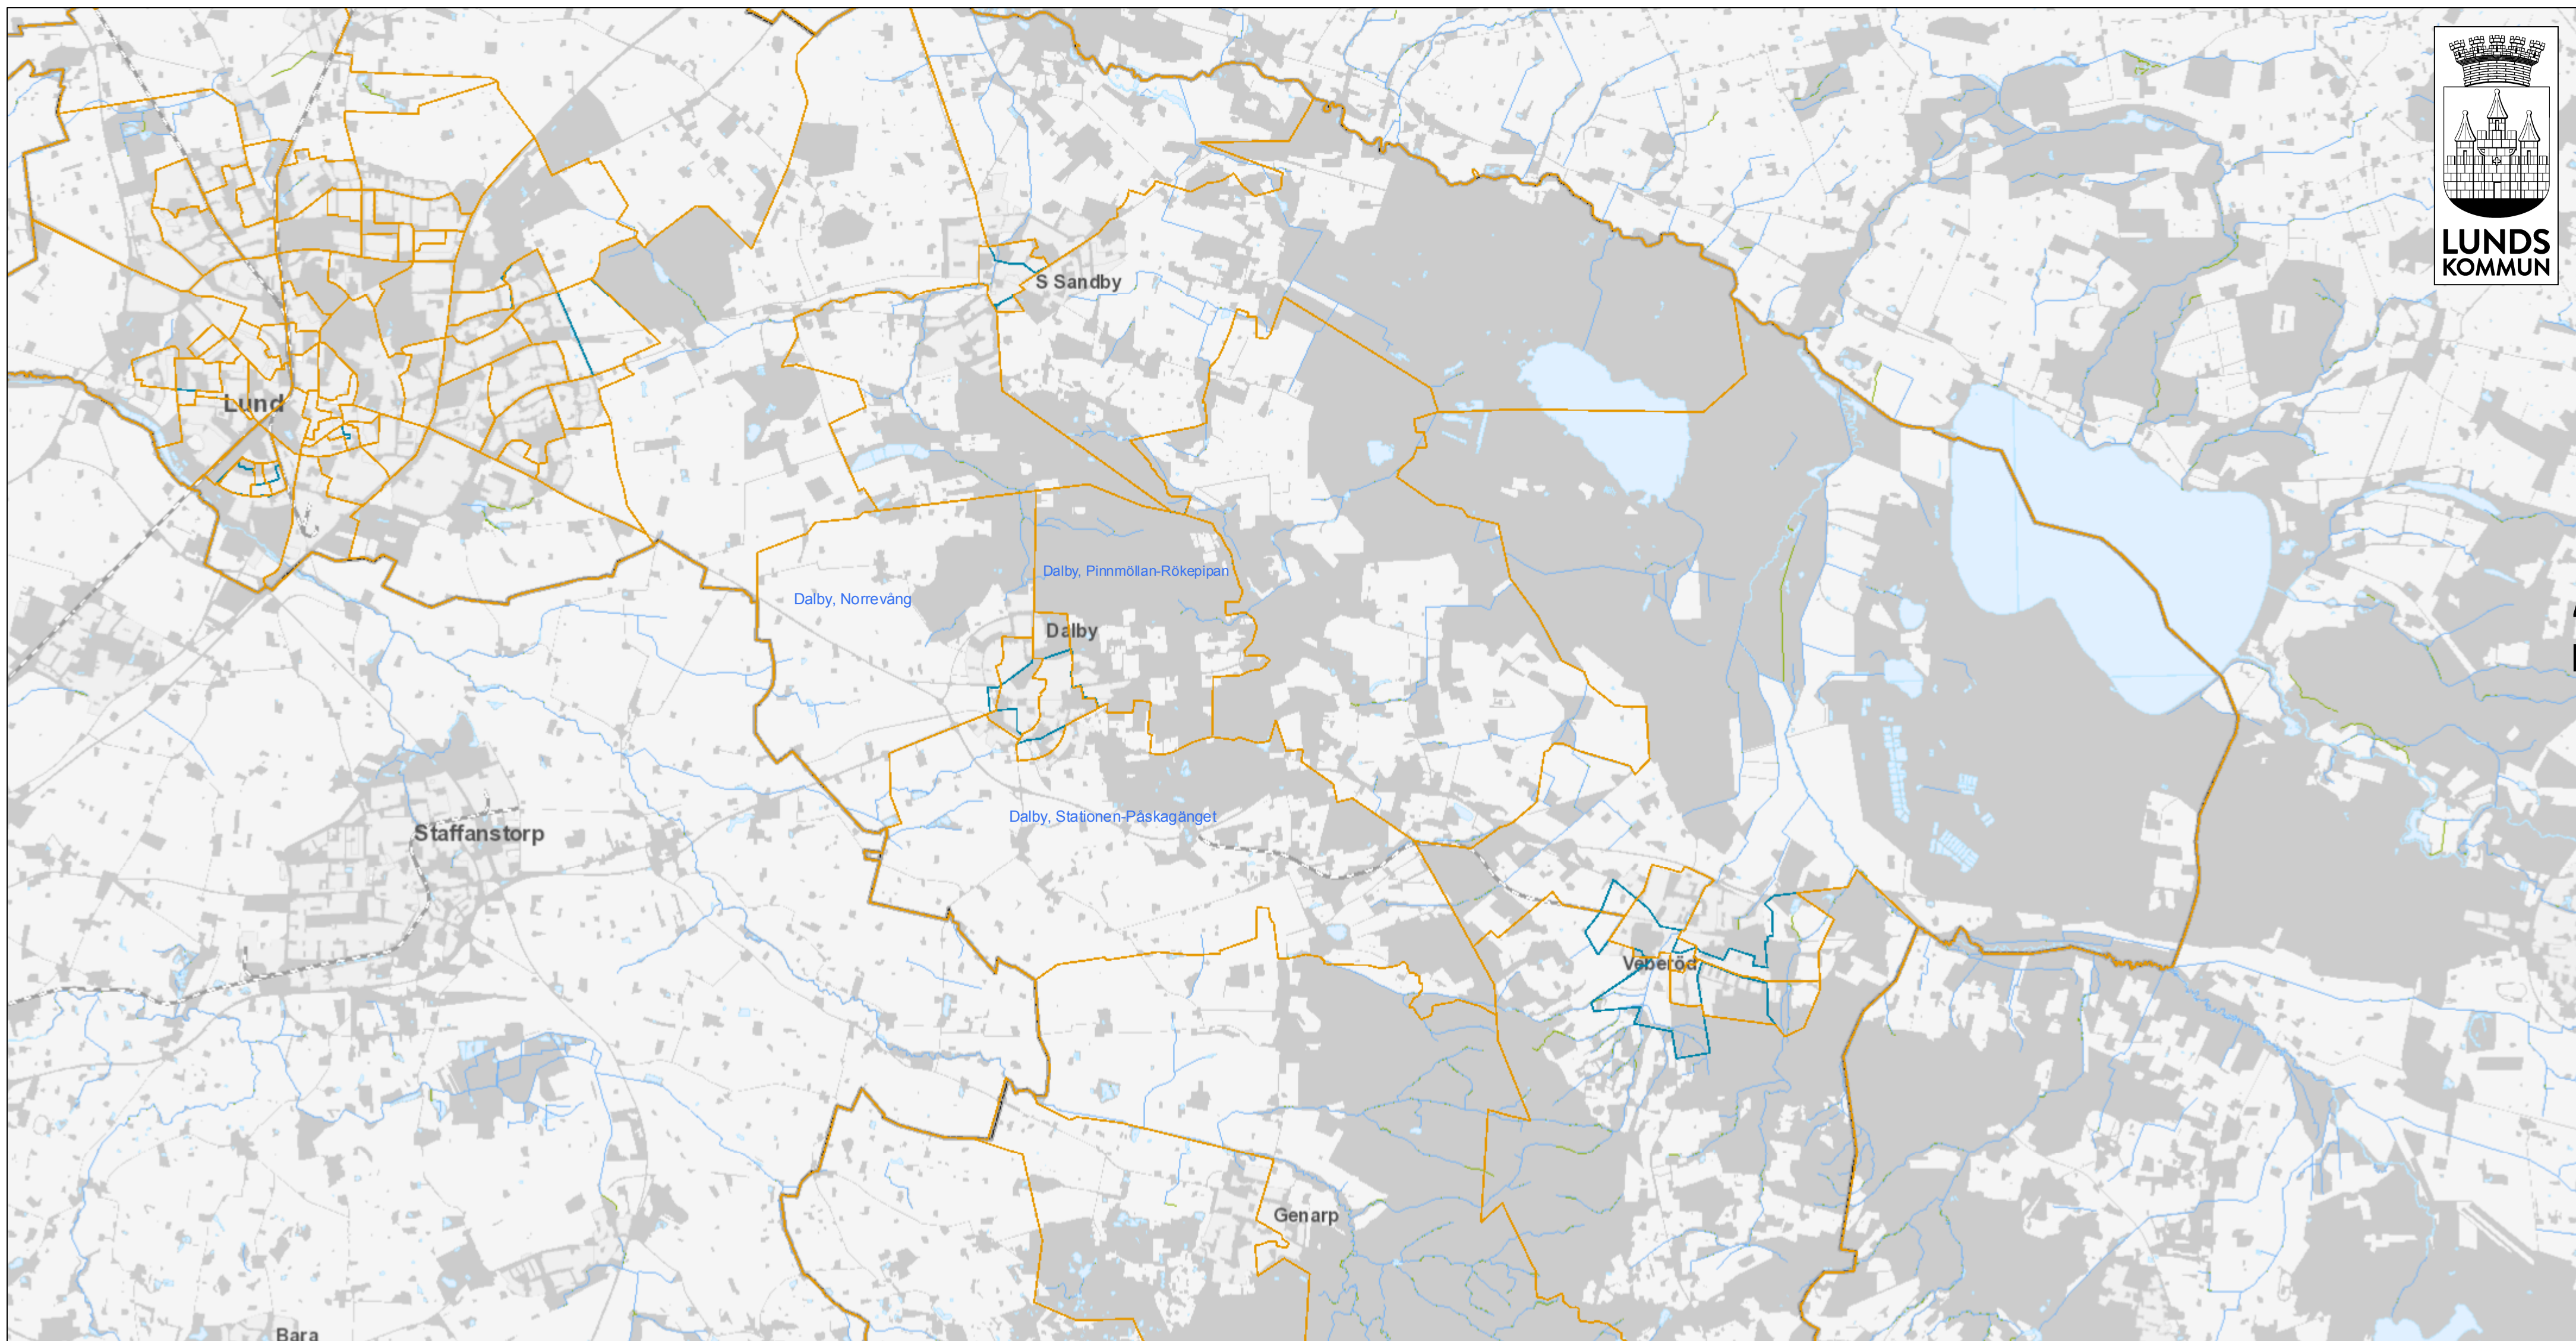 LUNDS
KOMMUN
S Sandby
Lund
Dalby, Pinnmöllan-Rökepipan
Dalby, Norrevång
Dalby
Dalby, Stationen-Påskagänget
Staffanstorp
Veberöd
Genarp
Bara